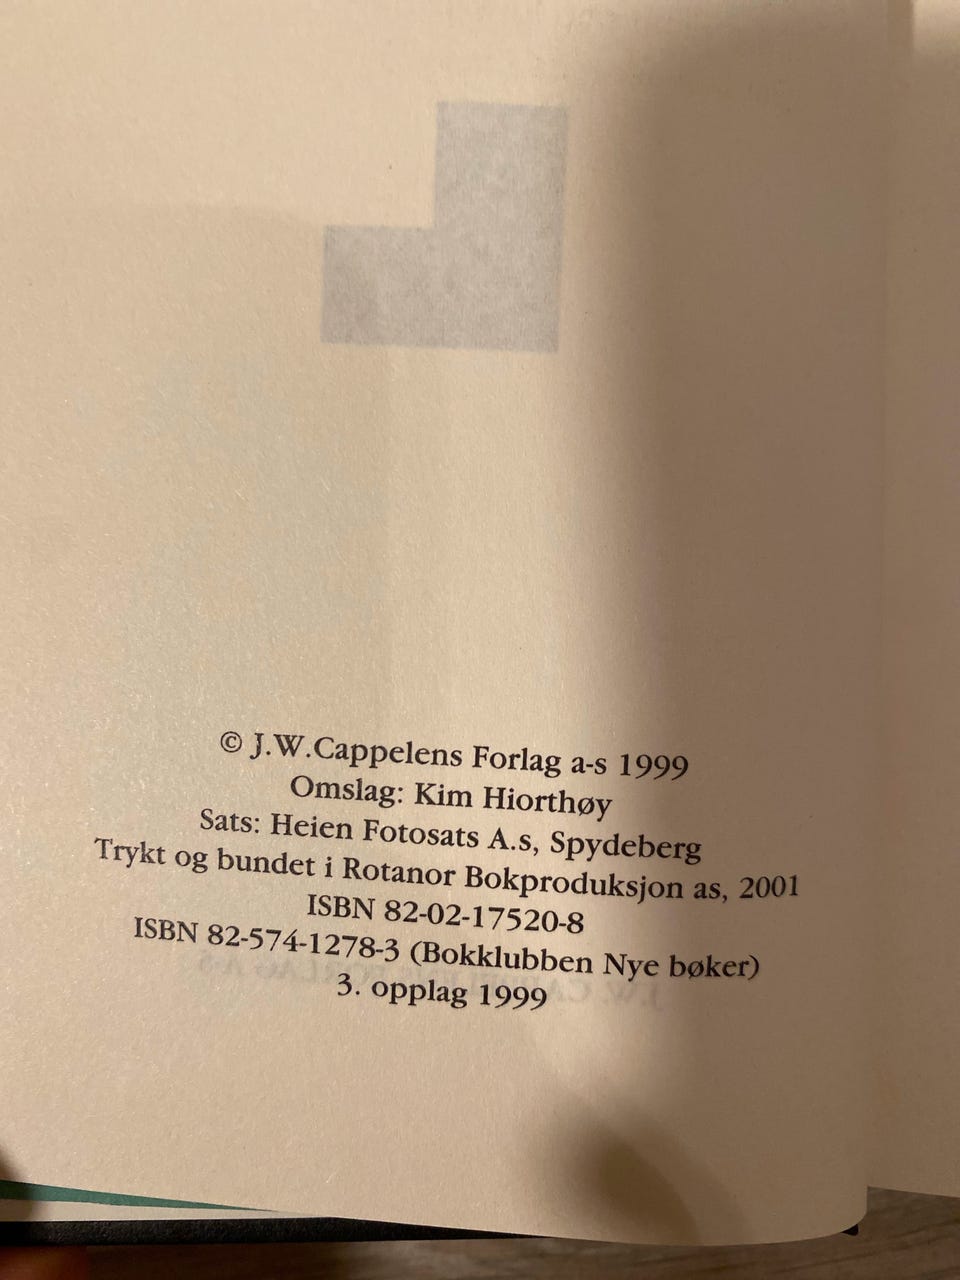 © J.W.Cappelens Forlag a-s 1999
Omslag: Kim Hiorthøy
Sats: Heien Fotosats A.s, Spydeberg
Trykt og bundet i Rotanor Bokproduksjon as, 2001
ISBN 82-02-17520-8
ISBN 82-574-1278-3 (Bokklubben Nye bøker)
3. opplag 1999